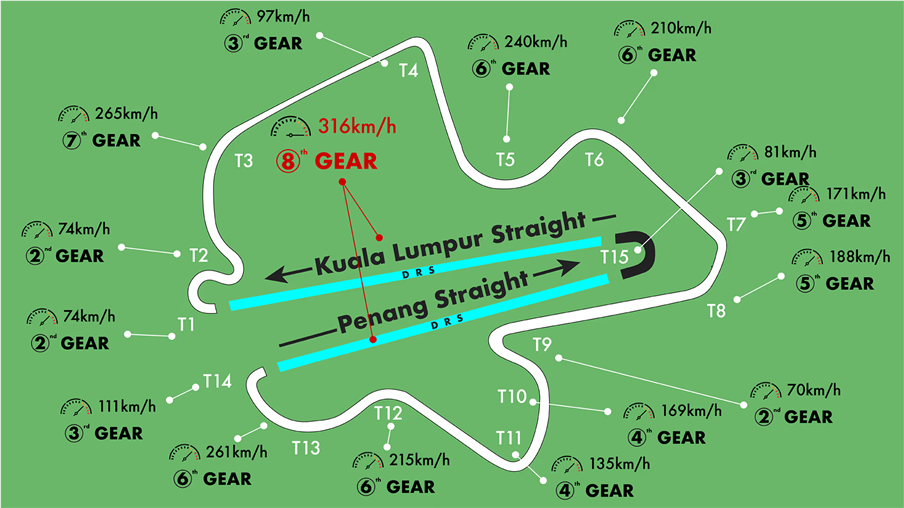 97km/h
3rd GEAR
T4
240km/h
6th GEAR
210km/h
6th GEAR
265km/h
7th GEAR
T3
316km/h
8th GEAR
T5
T6
81km/h
3rd GEAR
74km/h
2nd GEAR
T2
Kuala Lumpur Straight
DRS
T15
T7
171km/h
5th GEAR
188km/h
5th GEAR
T8
74km/h
2nd GEAR
T1
Penang Straight
DRS
T9
T14
111km/h
3rd GEAR
T10
70km/h
2nd GEAR
T12
T13
T11
169km/h
4th GEAR
261km/h
6th GEAR
215km/h
6th GEAR
135km/h
4th GEAR